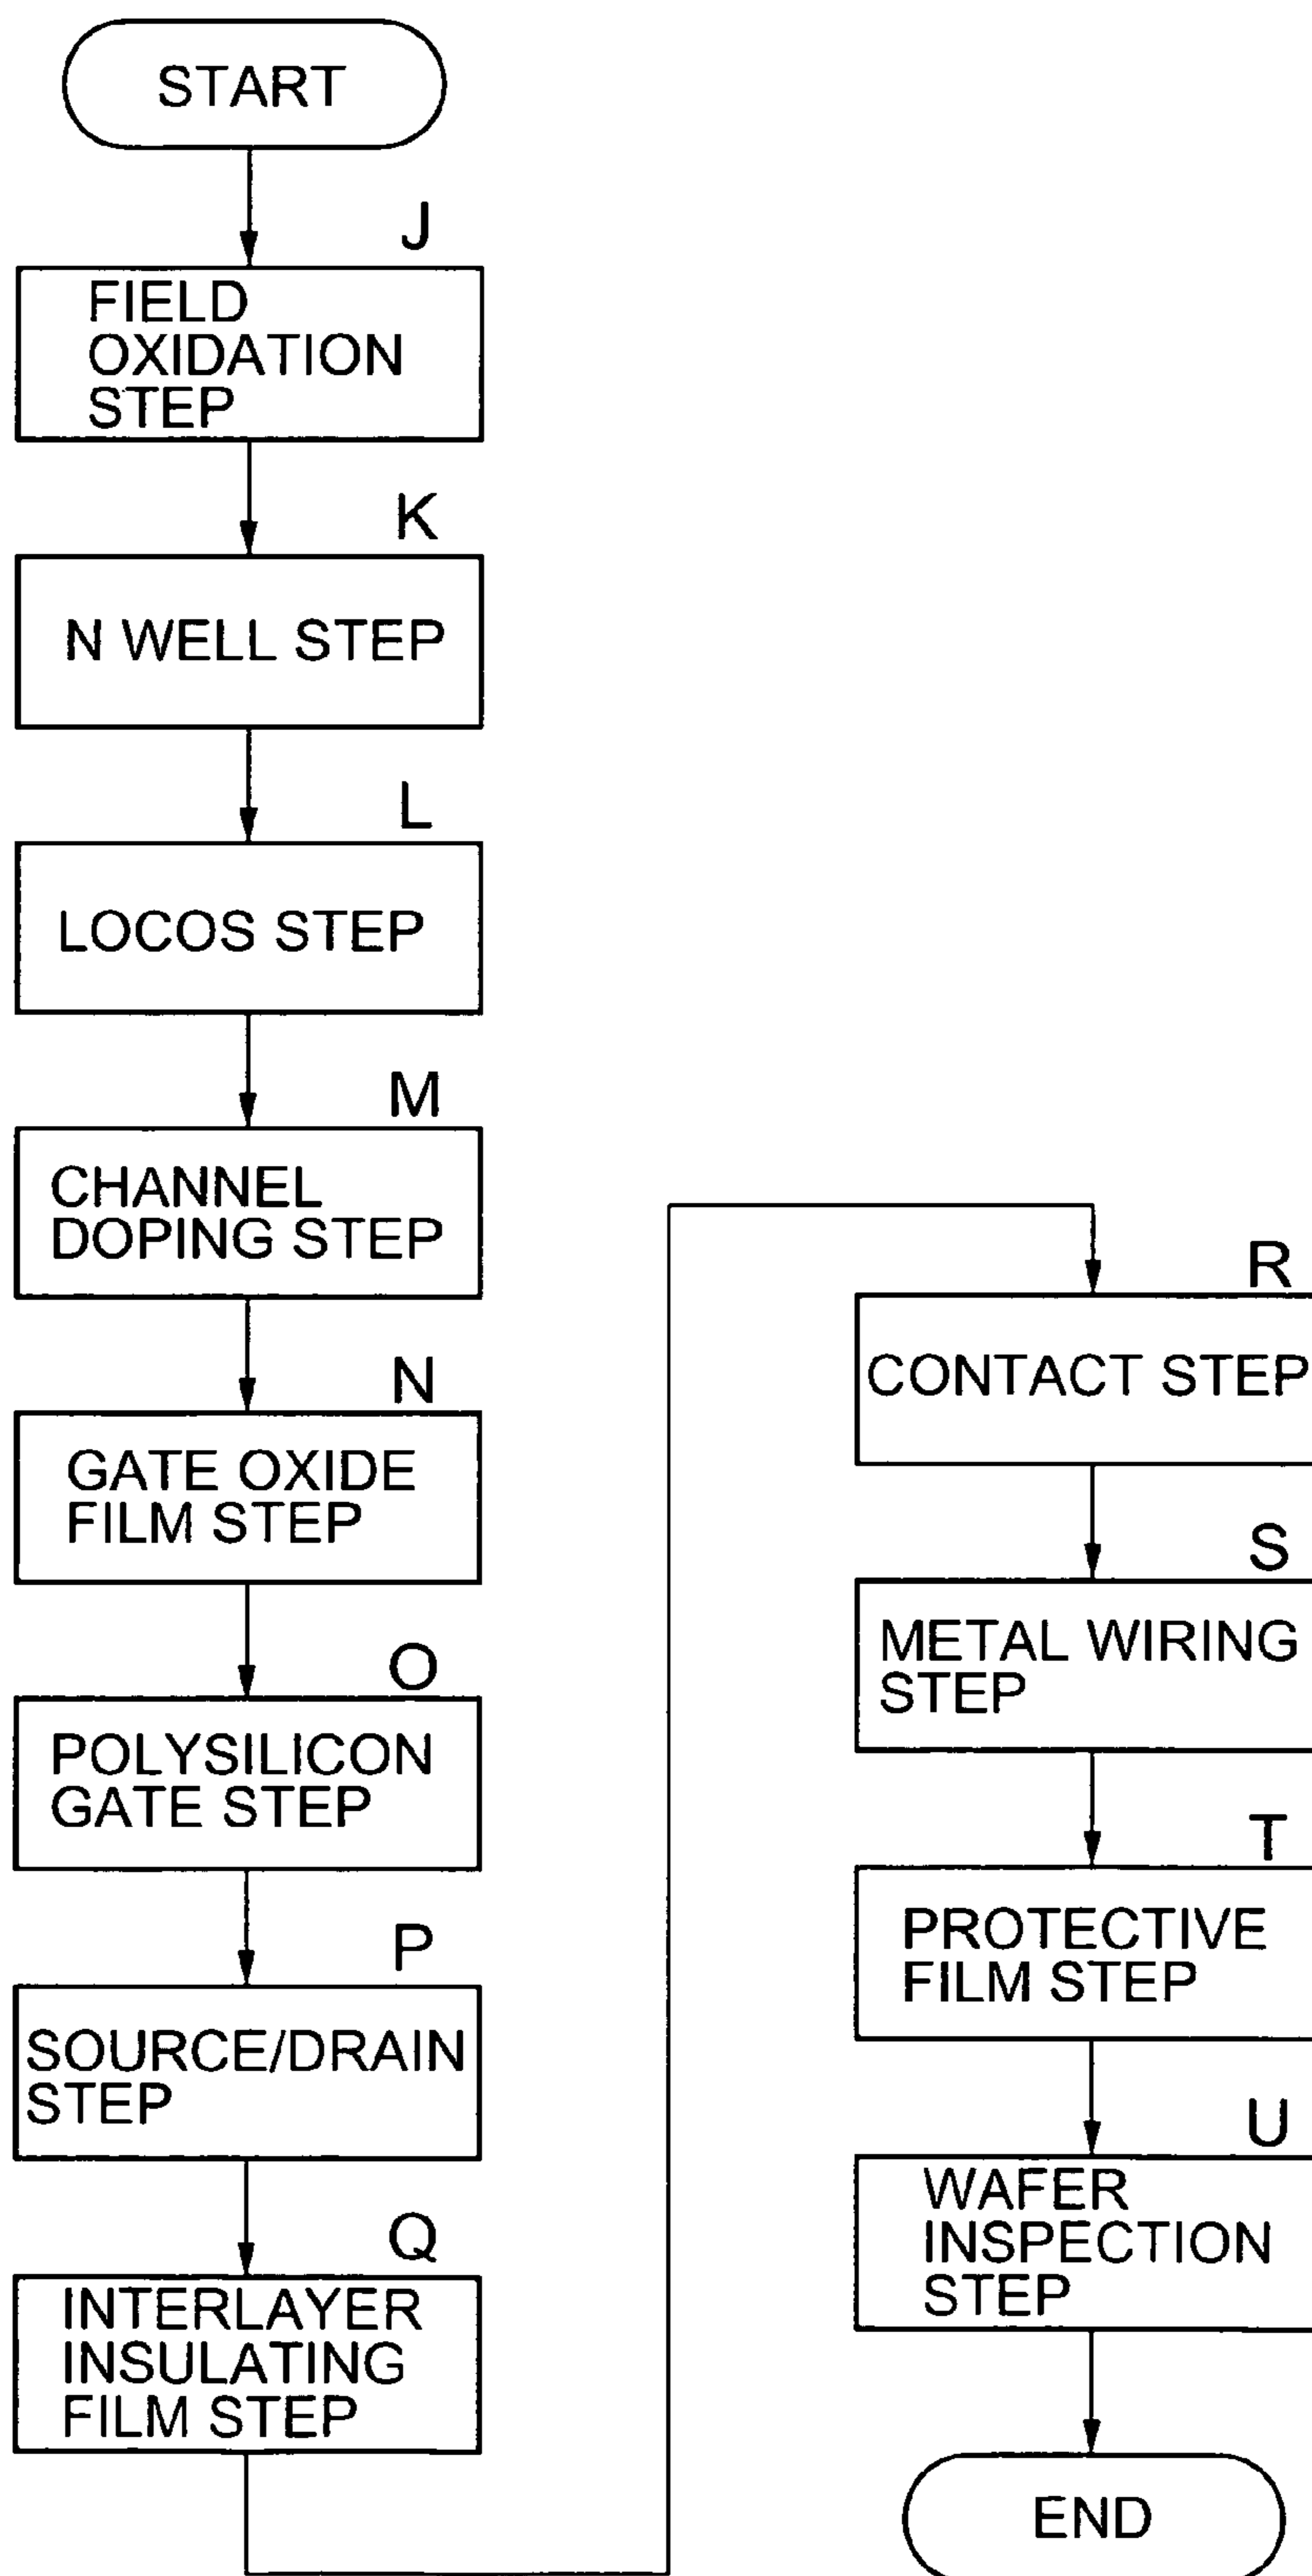 START
J
FIELD
OXIDATION
STEP
K
N WELL STEP
L
LOCOS STEP
M
CHANNEL
DOPING STEP
N
GATE OXIDE
FILM STEP
O
POLYSILICON
GATE STEP
P
SOURCE/DRAIN
STEP
Q
INTERLAYER
INSULATING
FILM STEP
R
CONTACT STEP
S
METAL WIRING
STEP
T
PROTECTIVE
FILM STEP
U
WAFER
INSPECTION
STEP
END